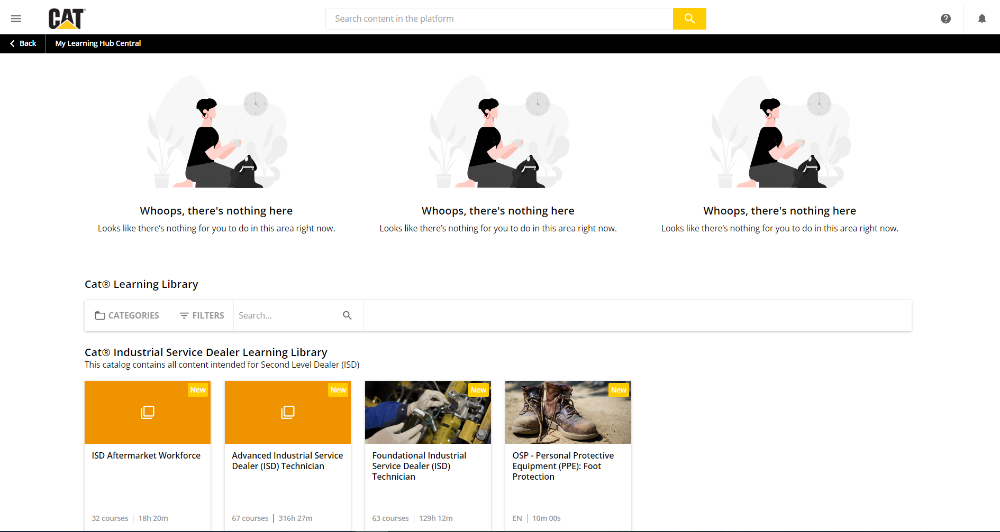 CAT
Search content in the platform
Back
My Learning Hub Central
Whoops, there's nothing here
Looks like there's nothing for you to do in this area right now.
Whoops, there's nothing here
Looks like there's nothing for you to do in this area right now.
Whoops, there's nothing here
Looks like there's nothing for you to do in this area right now.
Cat® Learning Library
CATEGORIES
FILTERS
Search...
Cat® Industrial Service Dealer Learning Library
This catalog contains all content intended for Second Level Dealer (ISD)
New
ISD Aftermarket Workforce
32 courses | 18h 20m
New
Advanced Industrial Service
Dealer (ISD) Technician
67 courses | 316h 27m
New
Foundational Industrial
Service Dealer (ISD)
Technician
63 courses | 129h 12m
New
OSP - Personal Protective
Equipment (PPE): Foot
Protection
EN | 10m 00s